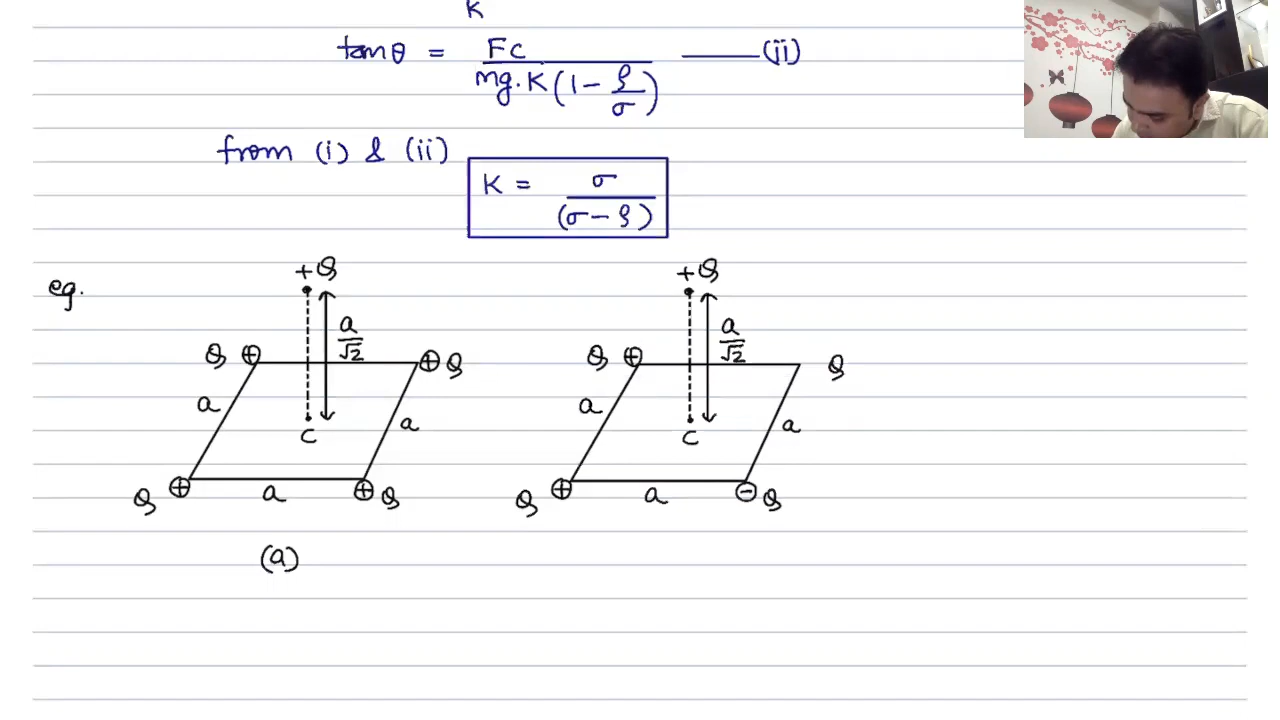 K
tanθ = Fc / mg.K(1 - ρ/σ) ———(ii)
from (i) & (ii)
K = σ / (σ - ρ)
eg.
+Q +Q
a/√2 a/√2
Q ⊕ ⊕ Q Q ⊕ Q
a a a a
C C
Q ⊕ a ⊕ Q Q ⊕ a ⊖ Q
(a)